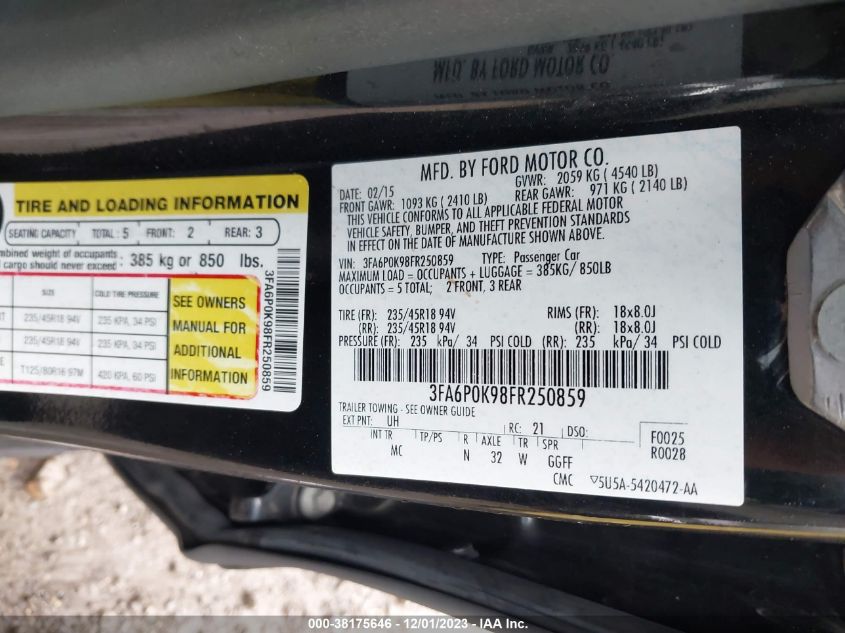 MFD. BY FORD MOTOR CO.
TIRE AND LOADING INFORMATION
SEATING CAPACITY TOTAL: 5 FRONT: 2 REAR: 3
mbined weight of occupants
cargo should never exceed 385 kg or 850 lbs.
SIZE COLD TIRE PRESSURE
235/45R18 94V 235 KPA, 34 PSI
235/45R18 94V 235 KPA, 34 PSI
T125/80R16 97M 420 KPA, 60 PSI
SEE OWNERS
MANUAL FOR
ADDITIONAL
INFORMATION
3FA6P0K98FR250859
MFD. BY FORD MOTOR CO.
DATE: 02/15 GVWR: 2059 KG ( 4540 LB)
FRONT GAWR: 1093 KG ( 2410 LB) REAR GAWR: 971 KG ( 2140 LB)
THIS VEHICLE CONFORMS TO ALL APPLICABLE FEDERAL MOTOR
VEHICLE SAFETY, BUMPER, AND THEFT PREVENTION STANDARDS
IN EFFECT ON THE DATE OF MANUFACTURE SHOWN ABOVE.
VIN: 3FA6P0K98FR250859 TYPE: Passenger Car
MAXIMUM LOAD = OCCUPANTS + LUGGAGE = 385KG/ 850LB
OCCUPANTS = 5 TOTAL; 2 FRONT, 3 REAR
TIRE (FR): 235/45R18 94V RIMS (FR): 18x8.0J
(RR): 235/45R18 94V (RR): 18x8.0J
PRESSURE (FR): 235 kPa/ 34 PSI COLD (RR): 235 kPa/ 34 PSI COLD
3FA6P0K98FR250859
TRAILER TOWING - SEE OWNER GUIDE
EXT PNT: UH RC: 21 DSO:
INT TR TP/PS R AXLE TR SPR
MC N 32 W GGFF
F0025
R0028
CMC ▽5U5A-5420472-AA
000-38175646 - 12/01/2023 - © IAA Inc.